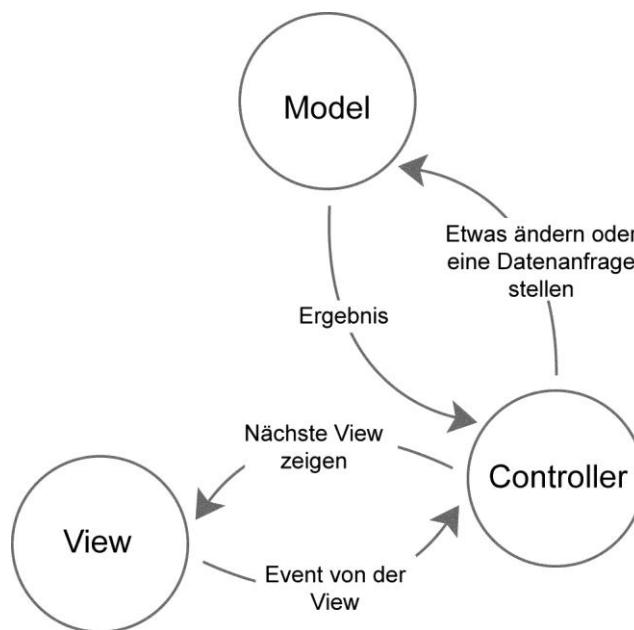 Model
Etwas ändern oder
eine Datenanfrage
stellen
Ergebnis
Nächste View
zeigen
Controller
View
Event von der
View